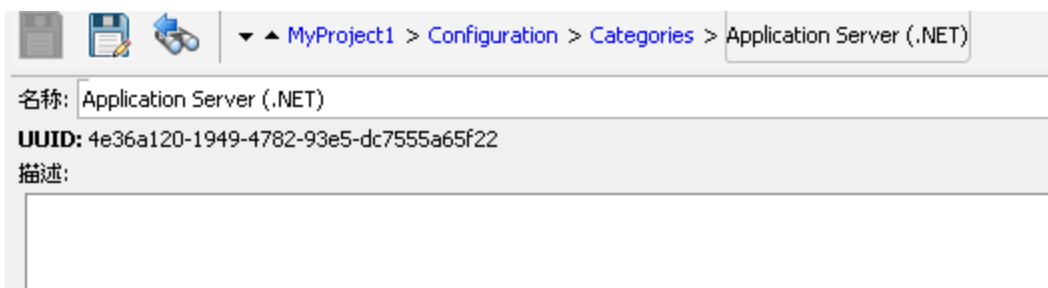 MyProject1 > Configuration > Categories > Application Server (.NET)
名称: Application Server (.NET)
UUID: 4e36a120-1949-4782-93e5-dc7555a65f22
描述: